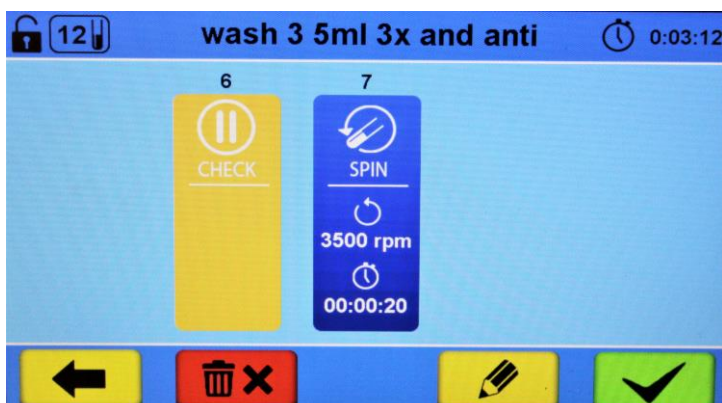 12
wash 3 5ml 3x and anti
0:03:12
6
7
CHECK
SPIN
3500 rpm
00:00:20